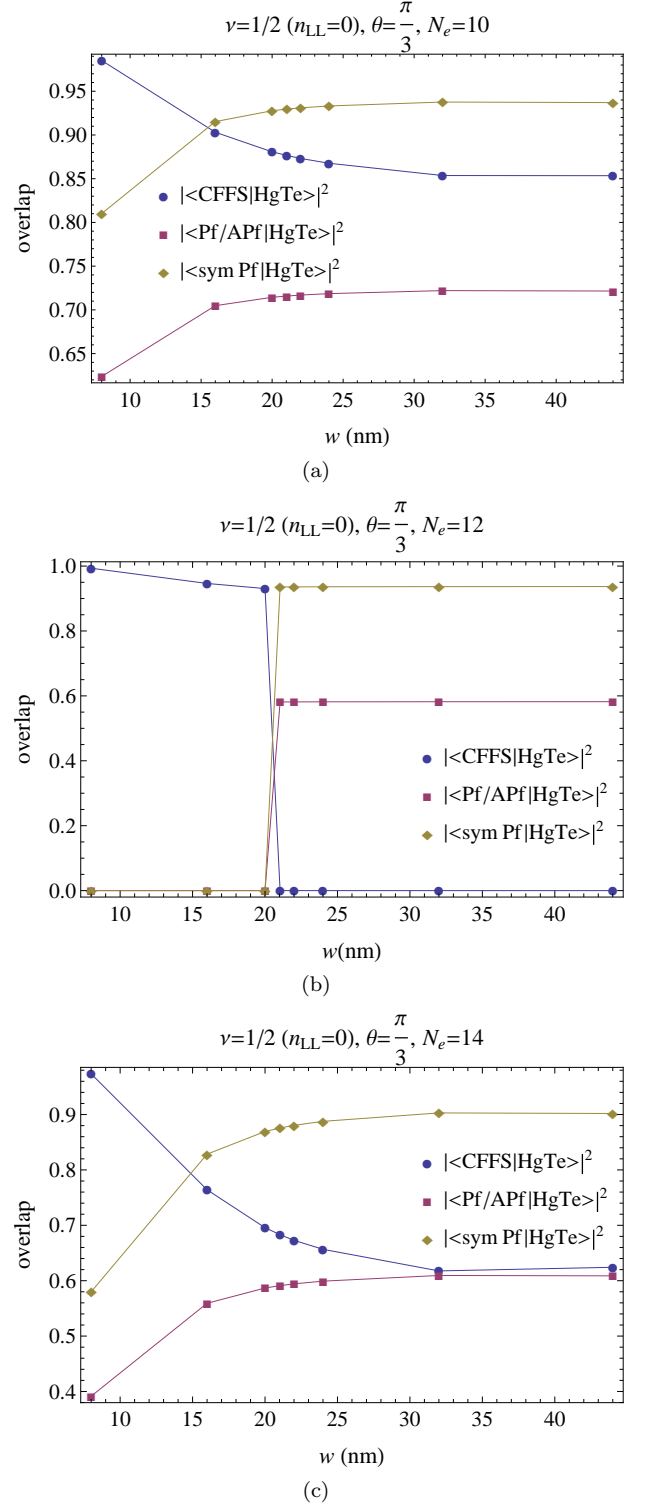 ν=1/2 (n_LL=0), θ=π/3, N_e=10
overlap
0.95
0.90
0.85
0.80
0.75
0.70
0.65
|<CFFS|HgTe>|²
|<Pf/APf|HgTe>|²
|<sym Pf|HgTe>|²
10 15 20 25 30 35 40
w (nm)
(a)
ν=1/2 (n_LL=0), θ=π/3, N_e=12
overlap
1.0
0.8
0.6
0.4
0.2
0.0
|<CFFS|HgTe>|²
|<Pf/APf|HgTe>|²
|<sym Pf|HgTe>|²
10 15 20 25 30 35 40
w(nm)
(b)
ν=1/2 (n_LL=0), θ=π/3, N_e=14
overlap
0.9
0.8
0.7
0.6
0.5
0.4
|<CFFS|HgTe>|²
|<Pf/APf|HgTe>|²
|<sym Pf|HgTe>|²
10 15 20 25 30 35 40
w (nm)
(c)